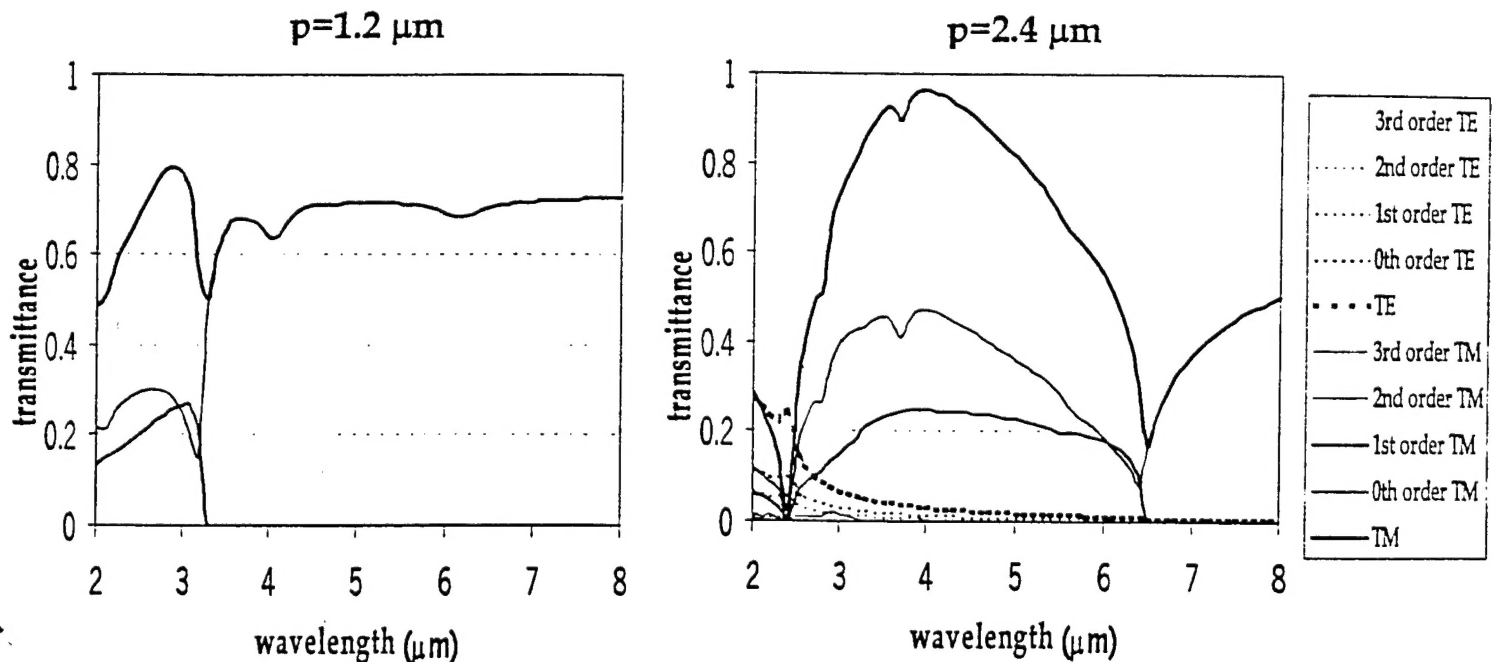 p=1.2 μm
1
0.8
0.6
0.4
0.2
0
transmittance
2 3 4 5 6 7 8
wavelength (μm)
p=2.4 μm
1
0.8
0.6
0.4
0.2
0
transmittance
2 3 4 5 6 7 8
wavelength (μm)
3rd order TE
2nd order TE
1st order TE
0th order TE
TE
3rd order TM
2nd order TM
1st order TM
0th order TM
TM